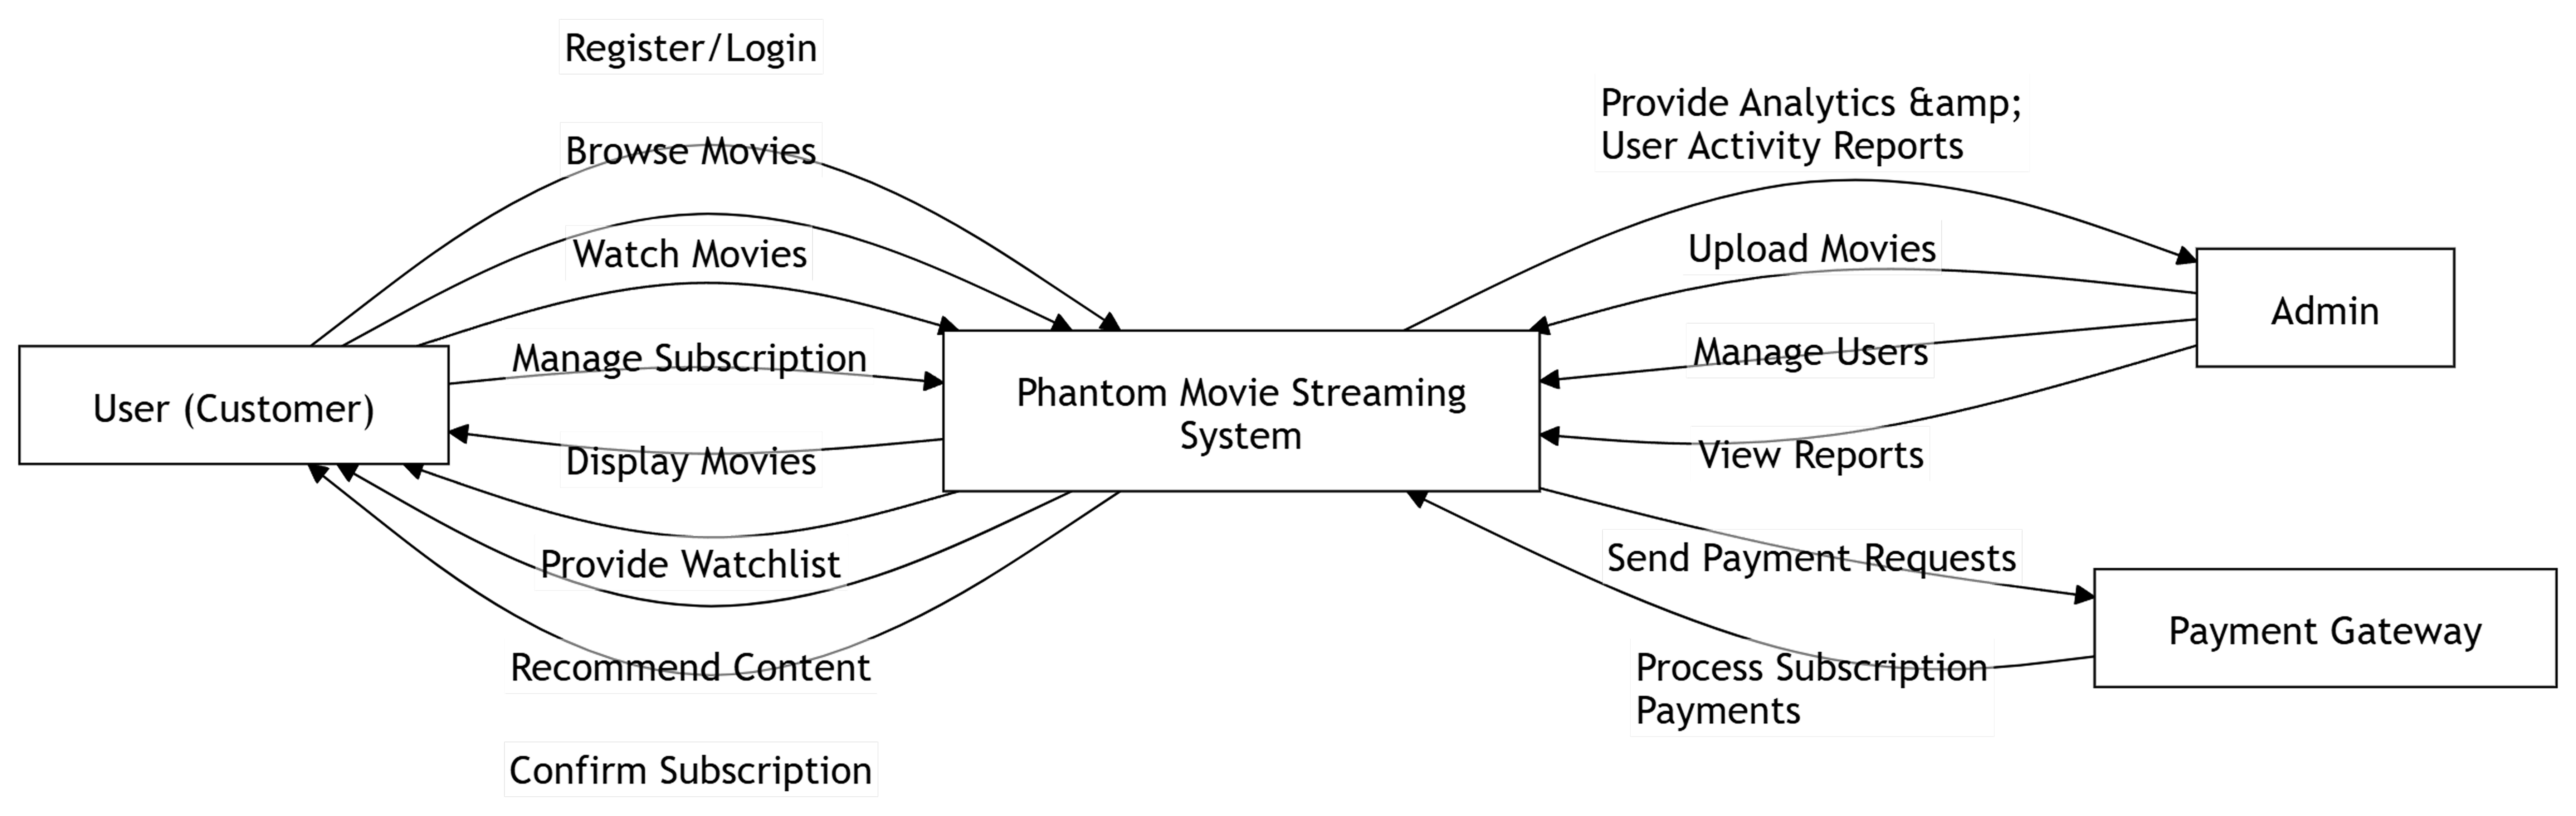 Register/Login
Browse Movies
Watch Movies
Manage Subscription
User (Customer)
Display Movies
Provide Watchlist
Recommend Content
Confirm Subscription
Phantom Movie Streaming
System
Provide Analytics &amp;
User Activity Reports
Upload Movies
Manage Users
View Reports
Admin
Send Payment Requests
Process Subscription
Payments
Payment Gateway